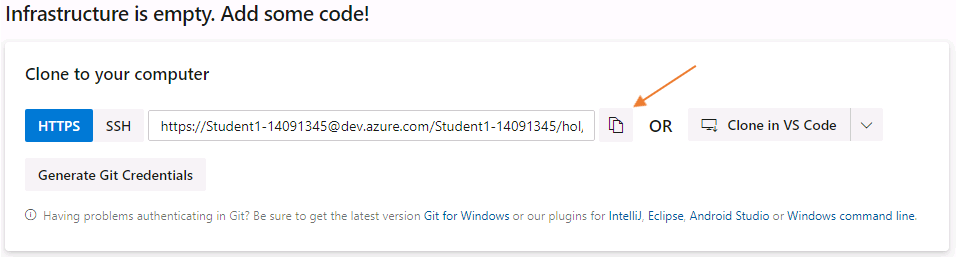 Infrastructure is empty. Add some code!
Clone to your computer
HTTPS SSH https://Student1-14091345@dev.azure.com/Student1-14091345/hol, OR Clone in VS Code
Generate Git Credentials
Having problems authenticating in Git? Be sure to get the latest version Git for Windows or our plugins for IntelliJ, Eclipse, Android Studio or Windows command line.